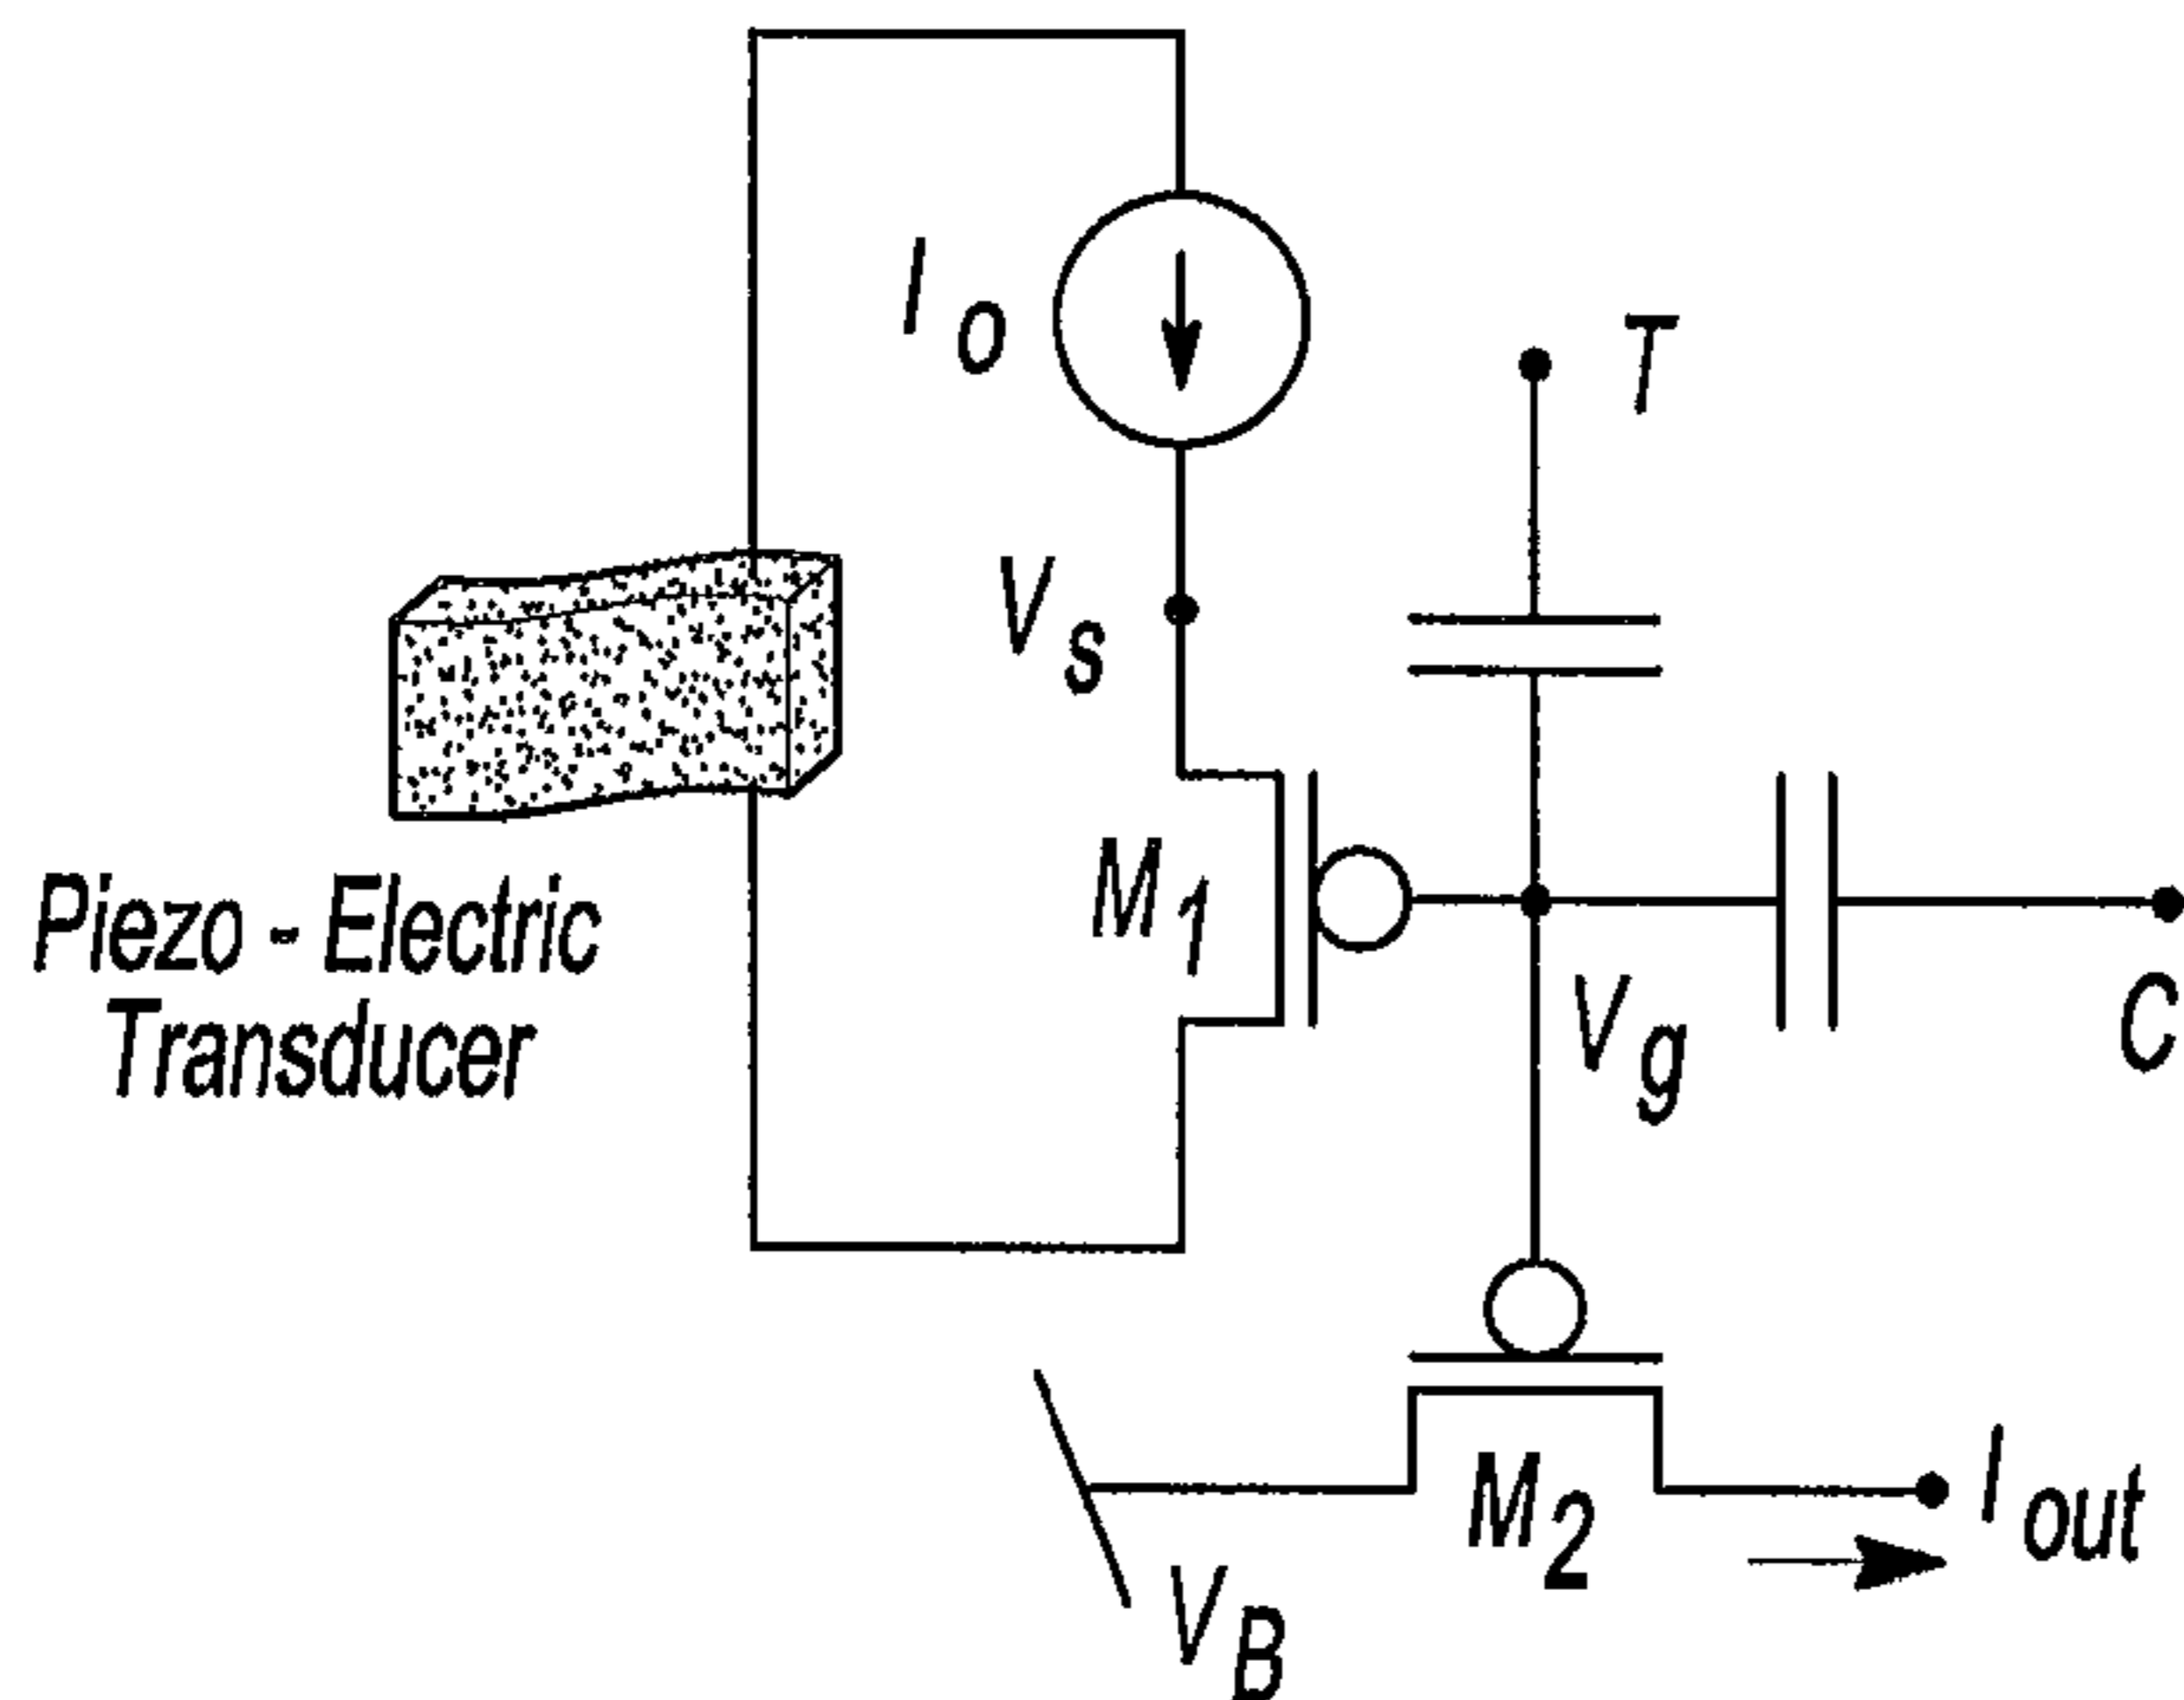 I o
T
V s
M 1
Piezo - Electric
Transducer
V g
C
M 2
I out
V B